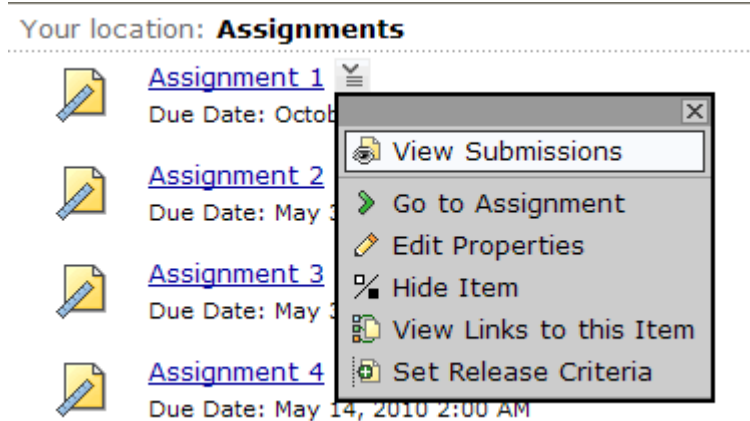 Your location: Assignments
Assignment 1
Due Date: Octob
View Submissions
Assignment 2
Due Date: May
Go to Assignment
Edit Properties
Assignment 3
Hide Item
Due Date: May
View Links to this Item
Assignment 4
Set Release Criteria
Due Date: May 14, 2010 2:00 AM